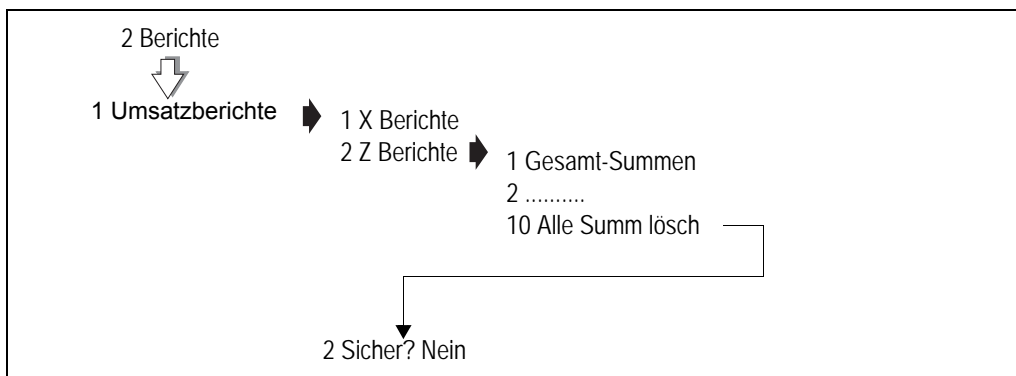 2 Berichte
1 Umsatzberichte
1 X Berichte
2 Z Berichte
1 Gesamt-Summen
2 ..........
10 Alle Summ lösch
2 Sicher? Nein